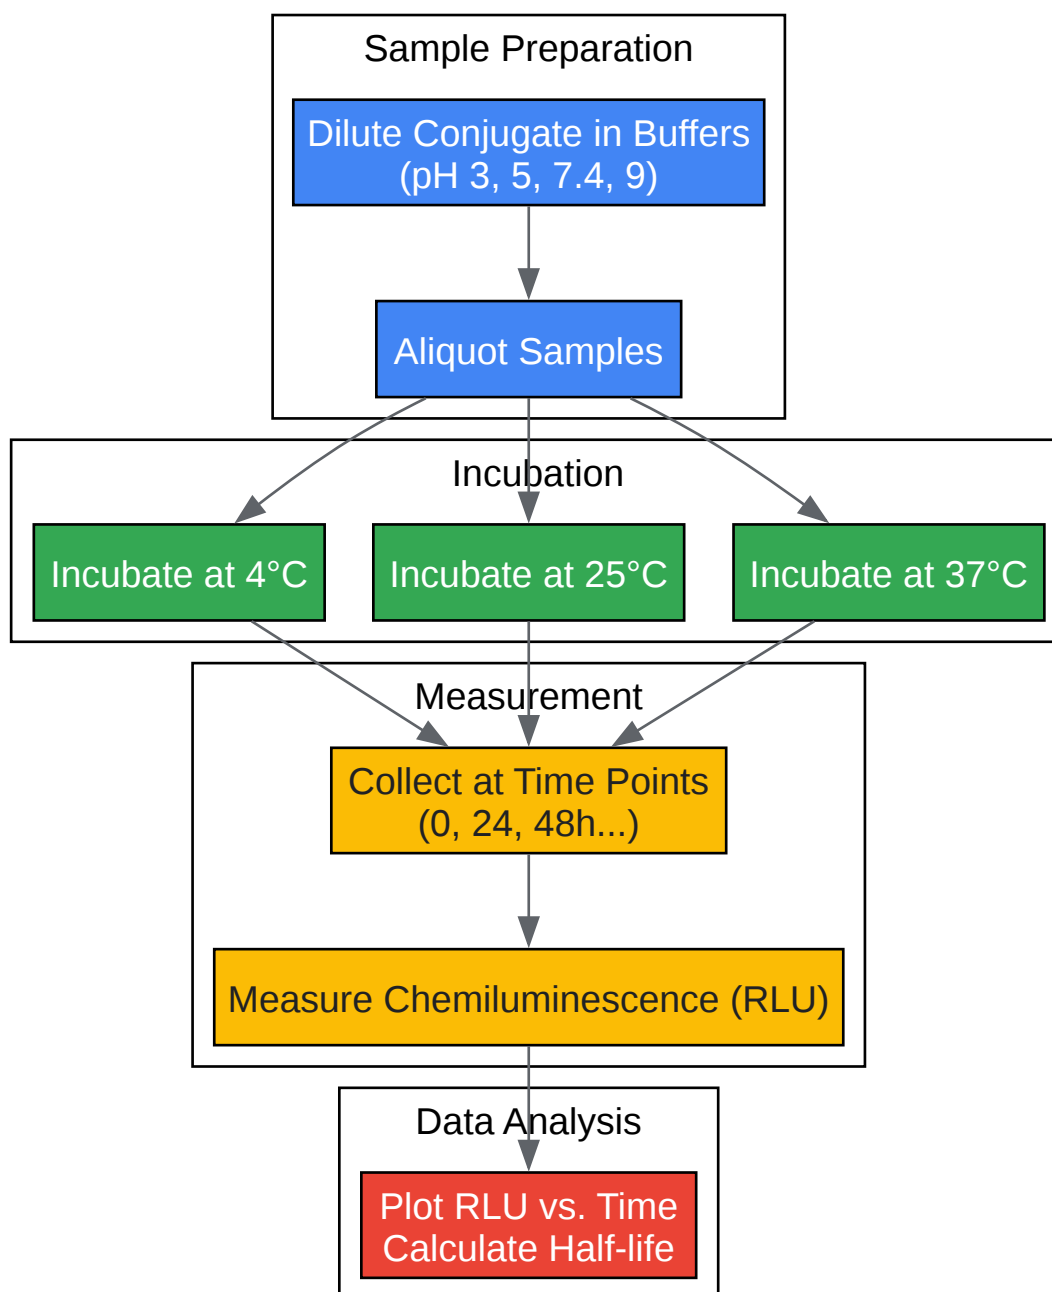 Sample Preparation
Dilute Conjugate in Buffers
(pH 3, 5, 7.4, 9)
Aliquot Samples
Incubation
Incubate at 4°C
Incubate at 25°C
Incubate at 37°C
Measurement
Collect at Time Points
(0, 24, 48h...)
Measure Chemiluminescence (RLU)
Data Analysis
Plot RLU vs. Time
Calculate Half-life